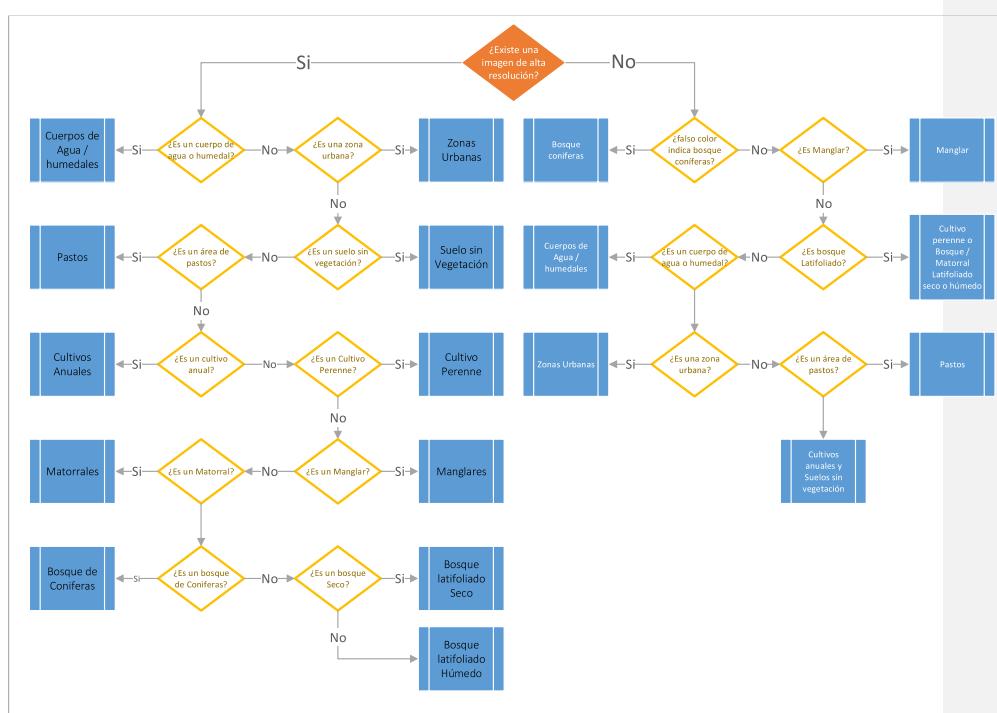 ¿Existe una
imagen de alta
resolución?
Si
No
Cuerpos de
Agua /
humedales
Si
¿Es un cuerpo de
agua o humedal?
No
¿Es una zona
urbana?
Si
Zonas
Urbanas
No
Pastos
Si
¿Es un área de
pastos?
No
¿Es un suelo sin
vegetación?
Si
Suelo sin
Vegetación
No
Cultivos
Anuales
Si
¿Es un cultivo
anual?
No
¿Es un Cultivo
Perenne?
Si
Cultivo
Perenne
No
Matorrales
Si
¿Es un Matorral?
No
¿Es un Manglar?
Si
Manglares
Bosque de
Coniferas
Si
¿Es un bosque
de Coniferas?
No
¿Es un bosque
Seco?
Si
Bosque
latifoliado
Seco
No
Bosque
latifoliado
Húmedo
Bosque
coniferas
Si
¿falso color
indica bosque
coníferas?
No
¿Es Manglar?
Si
Manglar
No
Cuerpos de
Agua /
humedales
Si
¿Es un cuerpo de
agua o humedal?
No
¿Es bosque
Latifoliado?
Si
Cultivo
perenne o
Bosque /
Matorral
Latifoliado
seco o húmedo
Zonas Urbanas
Si
¿Es una zona
urbana?
No
¿Es un área de
pastos?
Si
Pastos
Cultivos
anuales y
Suelos sin
vegetación